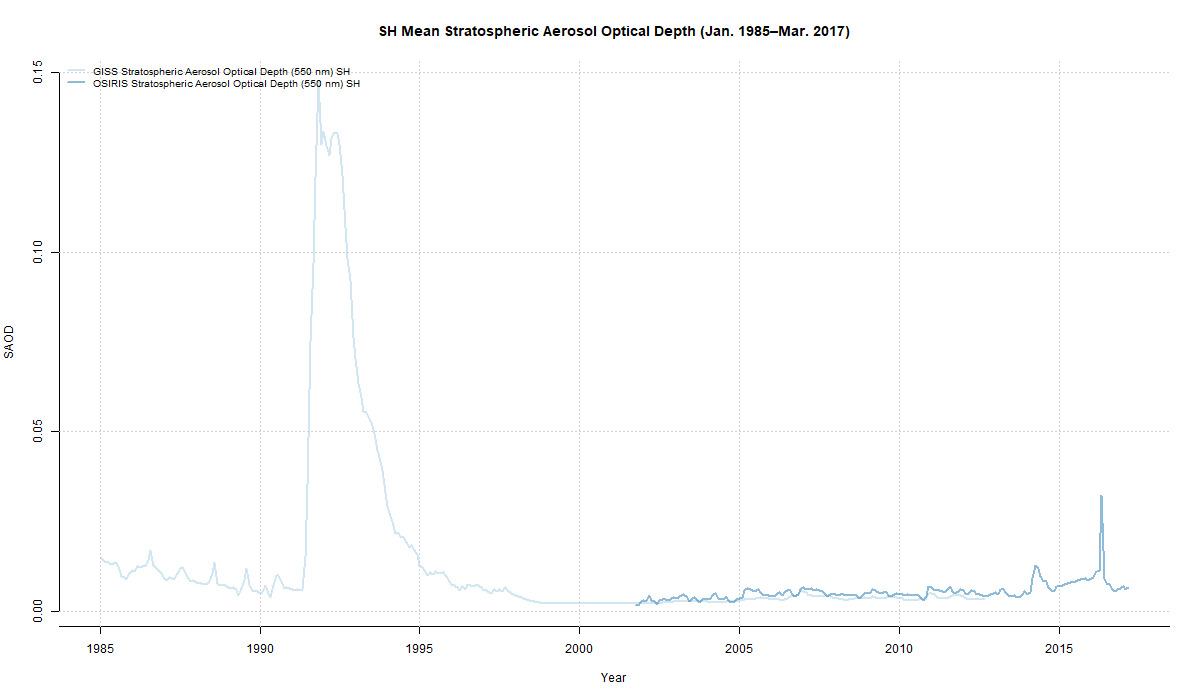 SH Mean Stratospheric Aerosol Optical Depth (Jan. 1985–Mar. 2017)
GISS Stratospheric Aerosol Optical Depth (550 nm) SH
OSIRIS Stratospheric Aerosol Optical Depth (550 nm) SH
0.15
0.10
0.05
0.00
SAOD
1985 1990 1995 2000 2005 2010 2015
Year